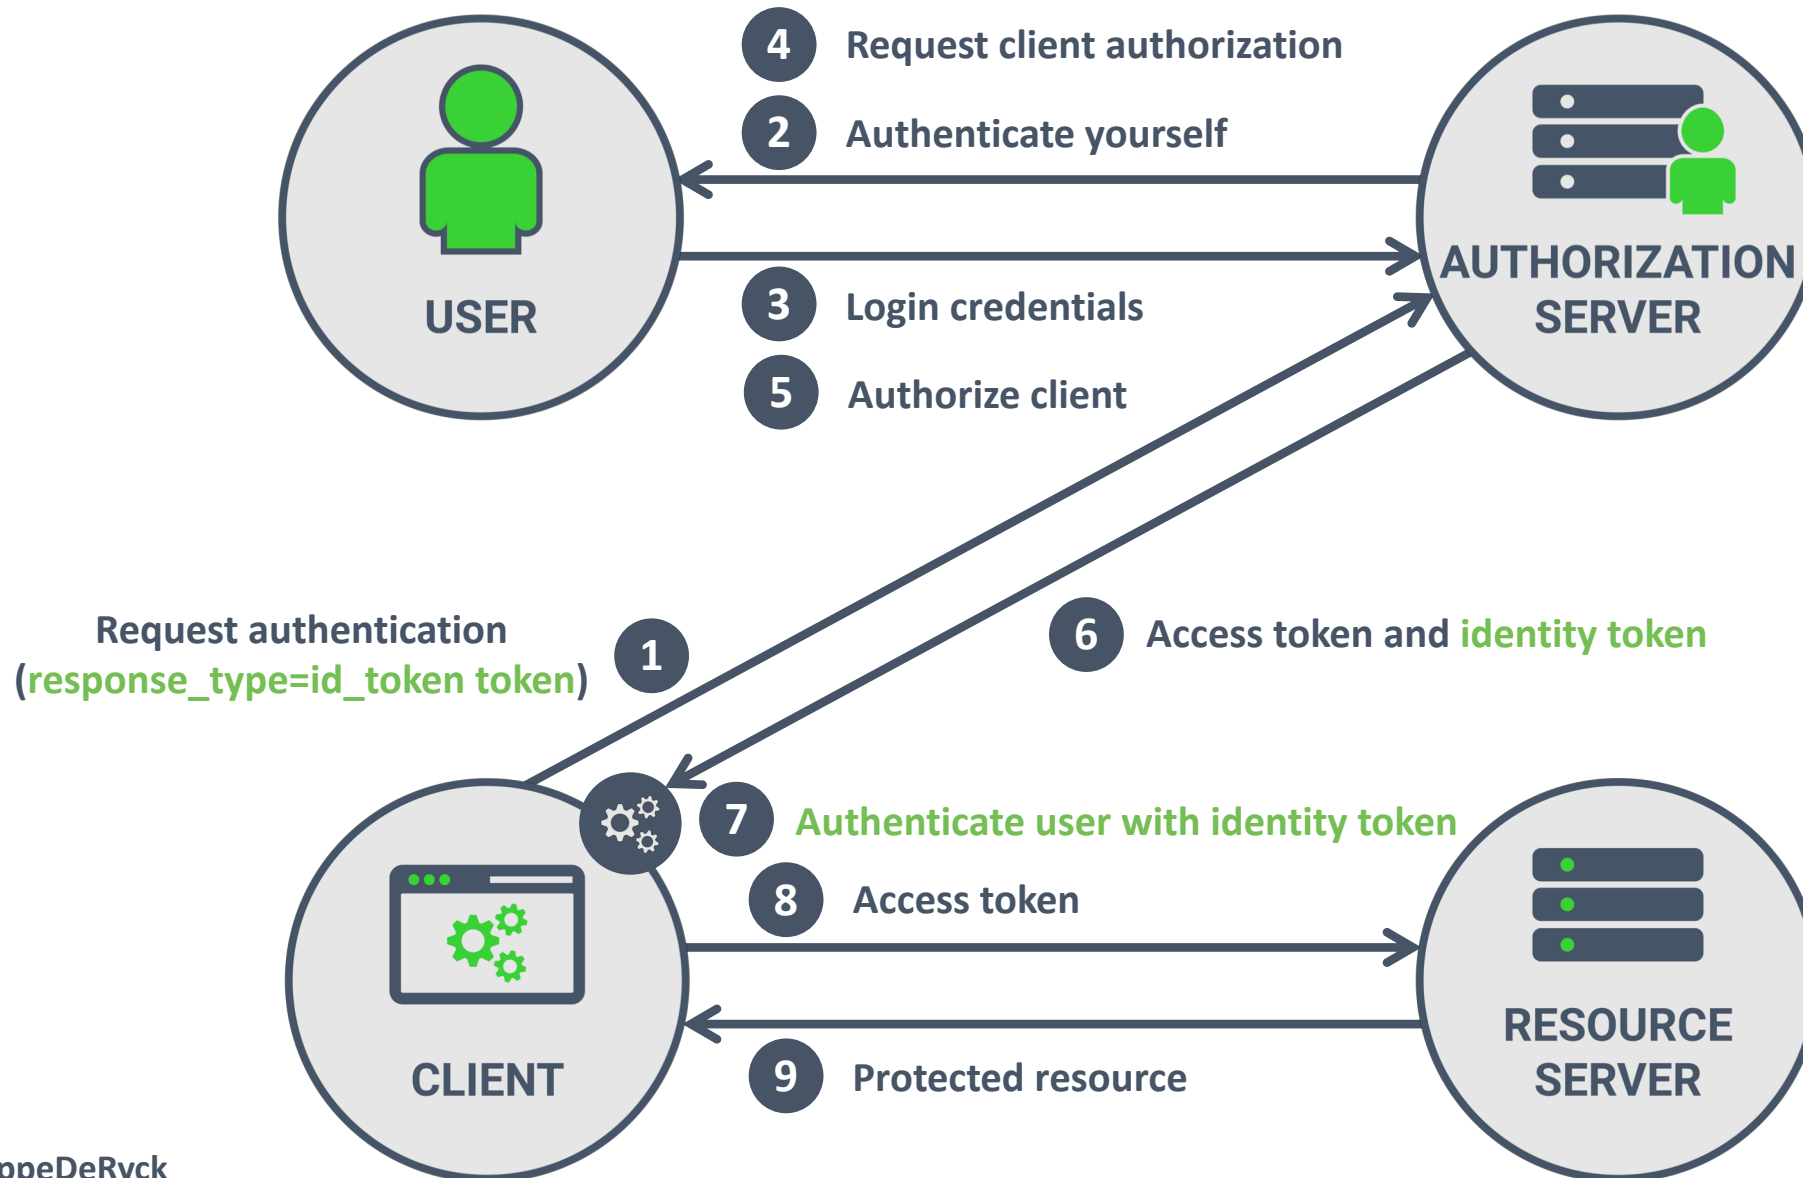 4 Request client authorization
2 Authenticate yourself
USER
AUTHORIZATION
SERVER
3 Login credentials
5 Authorize client
Request authentication
(response_type=id_token token)
1
6 Access token and identity token
7 Authenticate user with identity token
8 Access token
CLIENT
RESOURCE
SERVER
9 Protected resource
ppeDeRyck